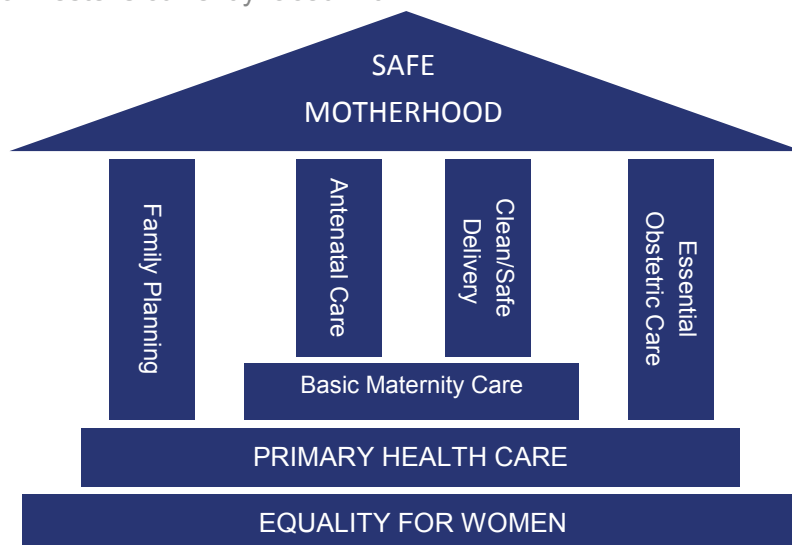 SAFE
MOTHERHOOD
Family Planning
Antenatal Care
Clean/Safe
Delivery
Essential
Obstetric Care
Basic Maternity Care
PRIMARY HEALTH CARE
EQUALITY FOR WOMEN